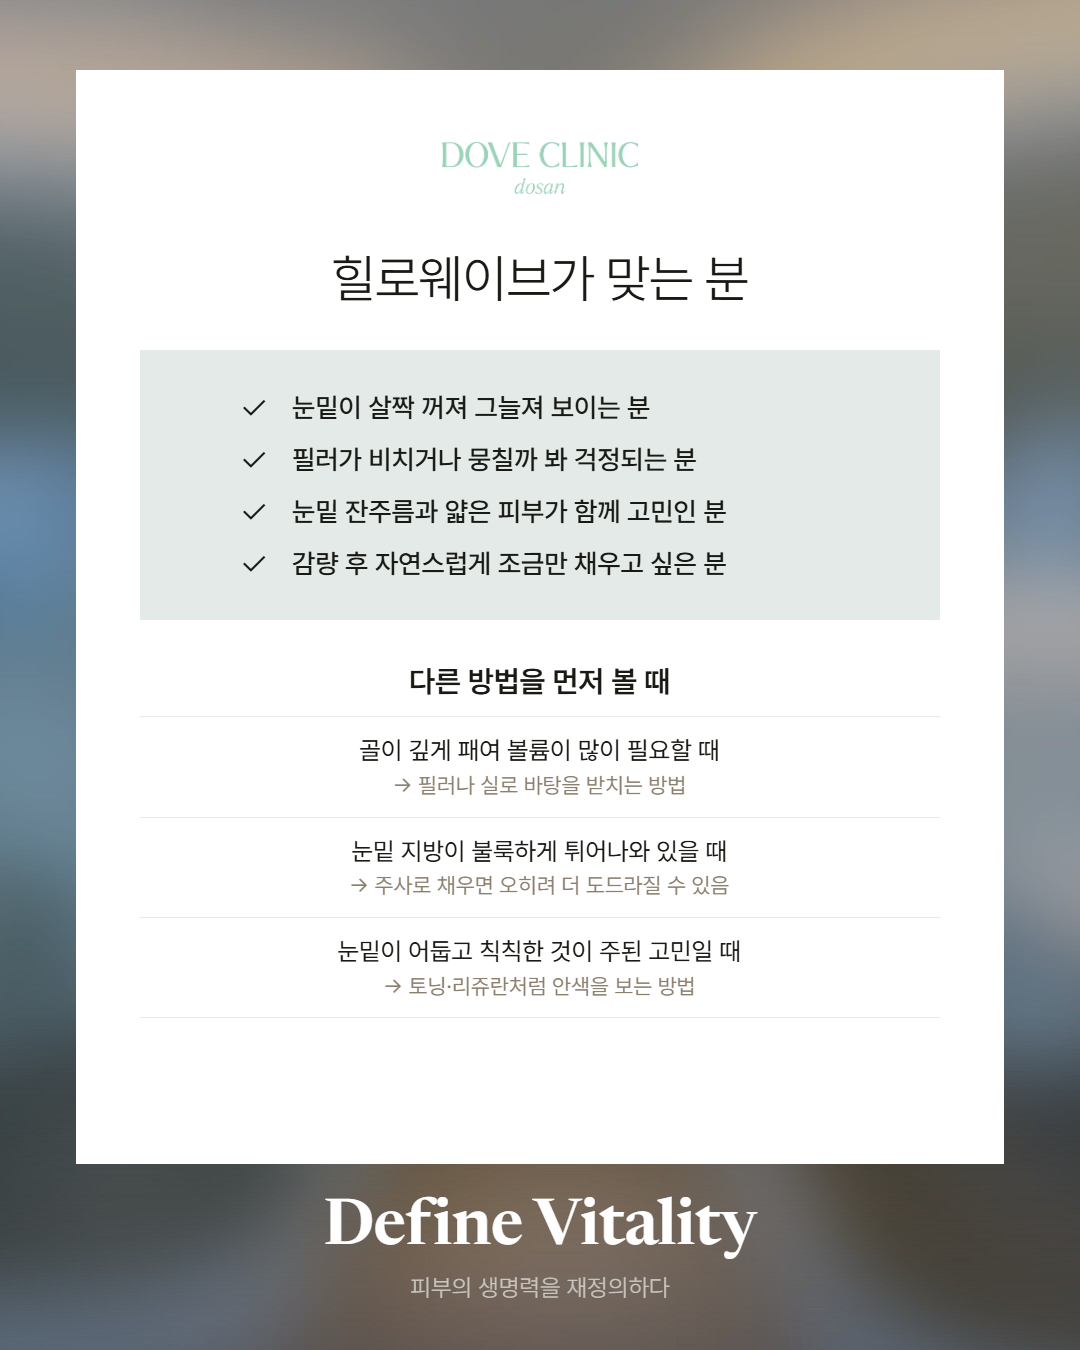 DOVE CLINIC
dosan
힐로웨이브가 맞는 분
✓ 눈밑이 살짝 꺼져 그늘져 보이는 분
✓ 필러가 비치거나 뭉칠까 봐 걱정되는 분
✓ 눈밑 잔주름과 얇은 피부가 함께 고민인 분
✓ 감량 후 자연스럽게 조금만 채우고 싶은 분
다른 방법을 먼저 볼 때
골이 깊게 패여 볼륨이 많이 필요할 때
→ 필러나 실로 바탕을 받치는 방법
눈밑 지방이 불룩하게 튀어나와 있을 때
→ 주사로 채우면 오히려 더 도드라질 수 있음
눈밑이 어둡고 칙칙한 것이 주된 고민일 때
→ 토닝·리쥬란처럼 안색을 보는 방법
Define Vitality
피부의 생명력을 재정의하다